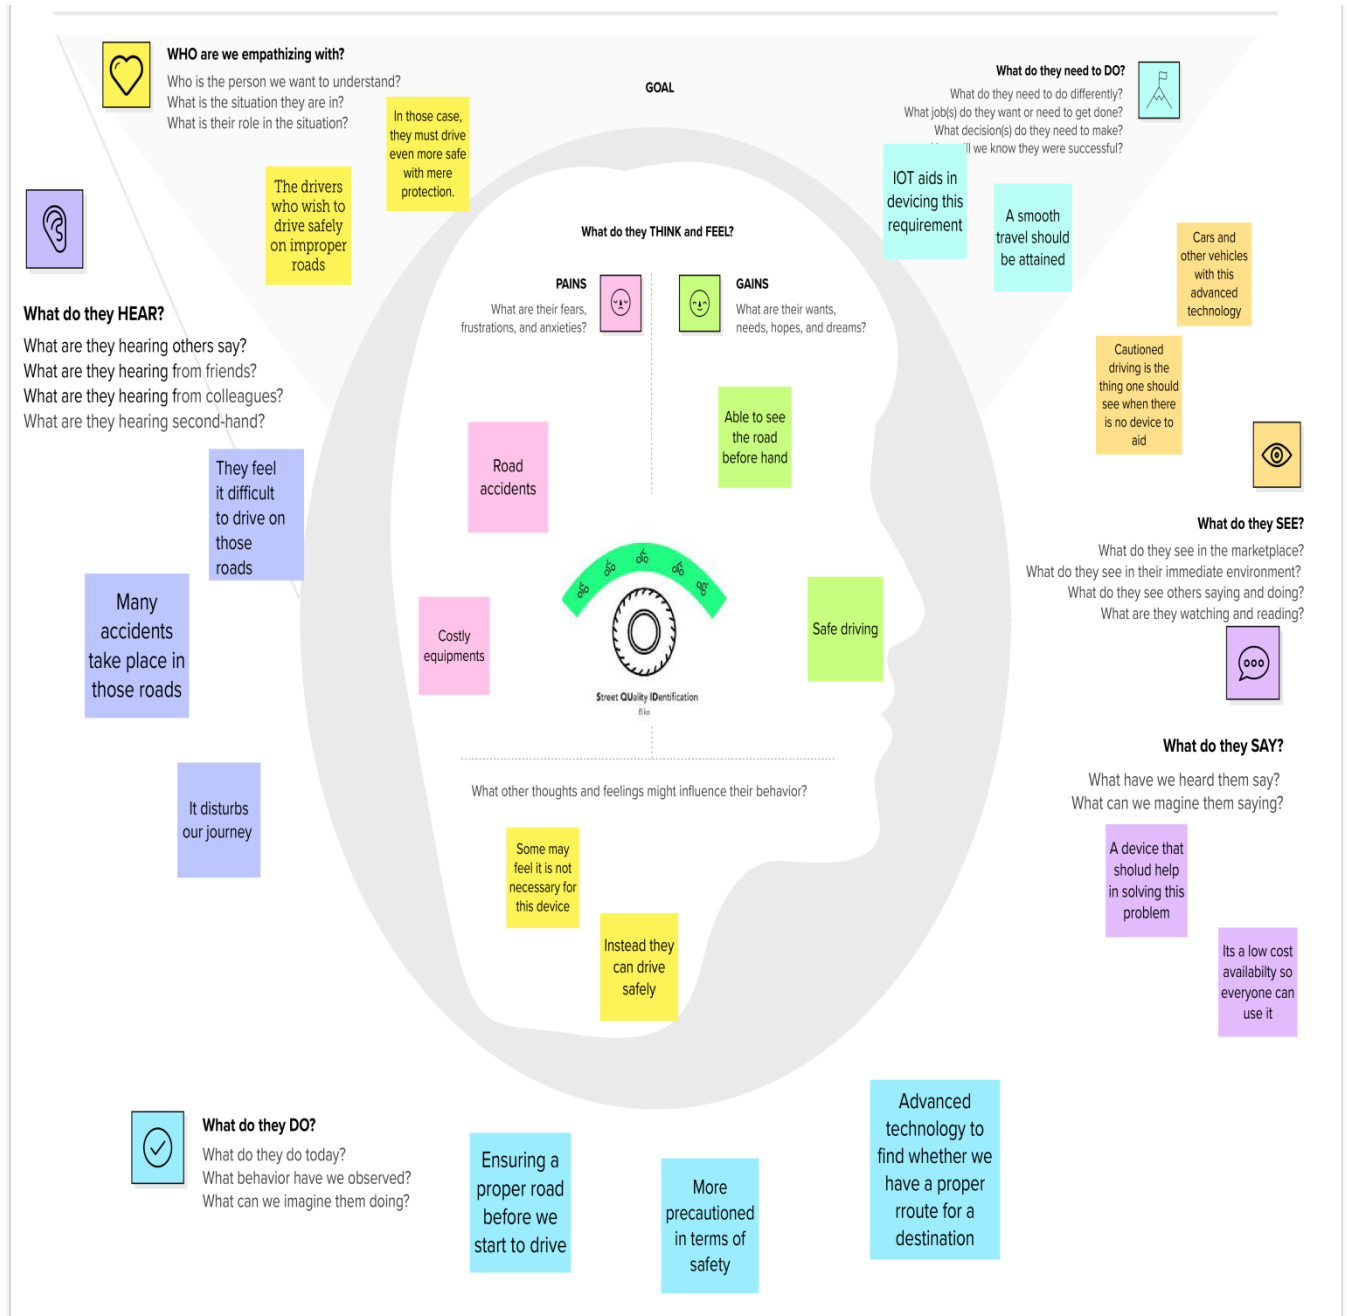 WHO are we empathizing with?
Who is the person we want to understand?
What is the situation they are in?
What is their role in the situation?
In those case,
they must drive
even more safe
with mere
protection.
The drivers
who wish to
drive safely
on improper
roads
GOAL
What do they need to DO?
What do they need to do differently?
What job(s) do they want or need to get done?
What decision(s) do they need to make?
we know they were successful?
IOT aids in
devicing this
requirement
A smooth
travel should
be attained
What do they HEAR?
What are they hearing others say?
What are they hearing from friends?
What are they hearing from colleagues?
What are they hearing second-hand?
They feel
it difficult
to drive on
those
roads
Many
accidents
take place in
those roads
It disturbs
our journey
What do they THINK and FEEL?
PAINS
What are their fears,
frustrations, and anxieties?
GAINS
What are their wants,
needs, hopes, and dreams?
Road
accidents
Costly
equipments
Able to see
the road
before hand
Safe driving
Street QUality IDentification
Bike
What other thoughts and feelings might influence their behavior?
Some may
feel it is not
necessary for
this device
Instead they
can drive
safely
Cars and
other vehicles
with this
advanced
technology
Cautioned
driving is the
thing one should
see when there
is no device to
aid
What do they SEE?
What do they see in the marketplace?
What do they see in their immediate environment?
What do they see others saying and doing?
What are they watching and reading?
What do they SAY?
What have we heard them say?
What can we magine them saying?
A device that
sholud help
in solving this
problem
Its a low cost
availabilty so
everyone can
use it
What do they DO?
What do they do today?
What behavior have we observed?
What can we imagine them doing?
Ensuring a
proper road
before we
start to drive
More
precautioned
in terms of
safety
Advanced
technology to
find whether we
have a proper
rroute for a
destination